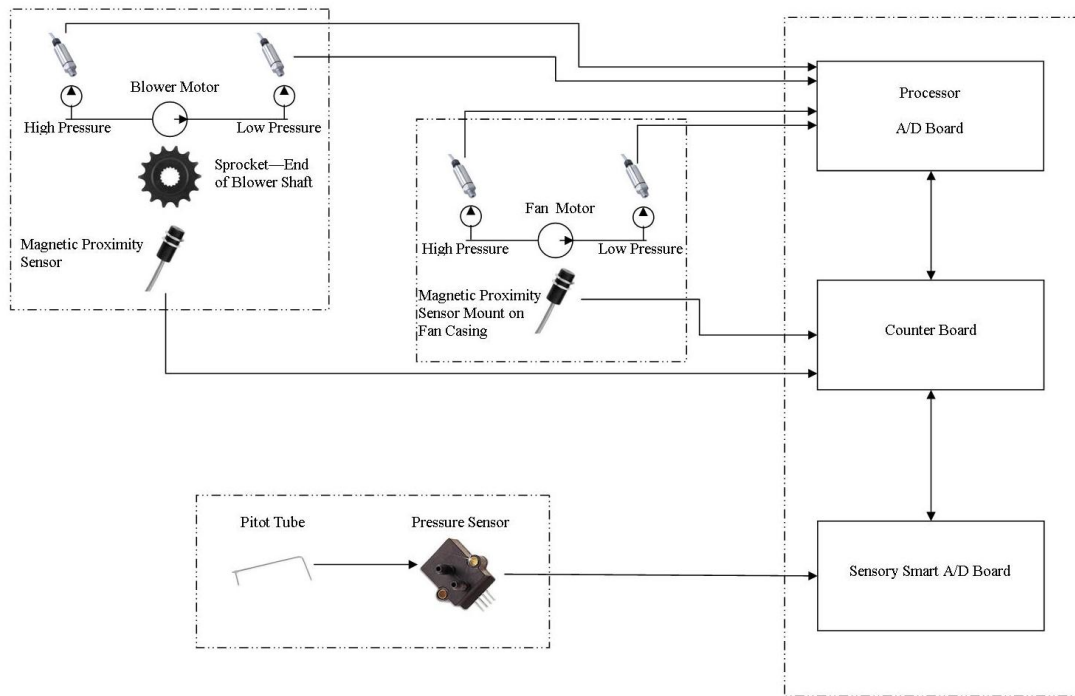 Blower Motor
High Pressure
Low Pressure
Sprocket—End
of Blower Shaft
Magnetic Proximity
Sensor
Fan Motor
High Pressure
Low Pressure
Magnetic Proximity
Sensor Mount on
Fan Casing
Processor
A/D Board
Counter Board
Pitot Tube
Pressure Sensor
Sensory Smart A/D Board